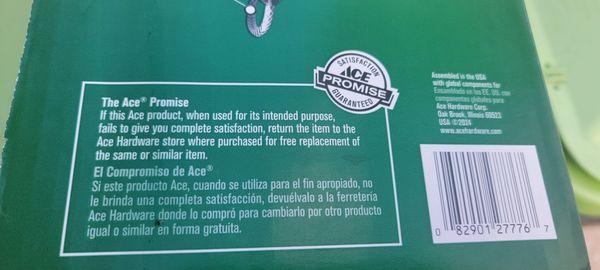 SATISFACTION
ACE
PROMISE
GUARANTEED
The Ace® Promise
If this Ace product, when used for its intended purpose,
fails to give you complete satisfaction, return the item to the
Ace Hardware store where purchased for free replacement of
the same or similar item.
El Compromiso de Ace®
Si este producto Ace, cuando se utiliza para el fin apropiado, no
le brinda una completa satisfacción, devuélvalo a la ferretería
Ace Hardware donde lo compró para cambiarlo por otro producto
igual o similar en forma gratuita.
Assembled in the USA
with global components for
Ensamblado en los EE. UU. con
componentes globales para
Ace Hardware Corp.
Oak Brook, Illinois 60523
USA ©2024
www.acehardware.com
0 82901 27776 7